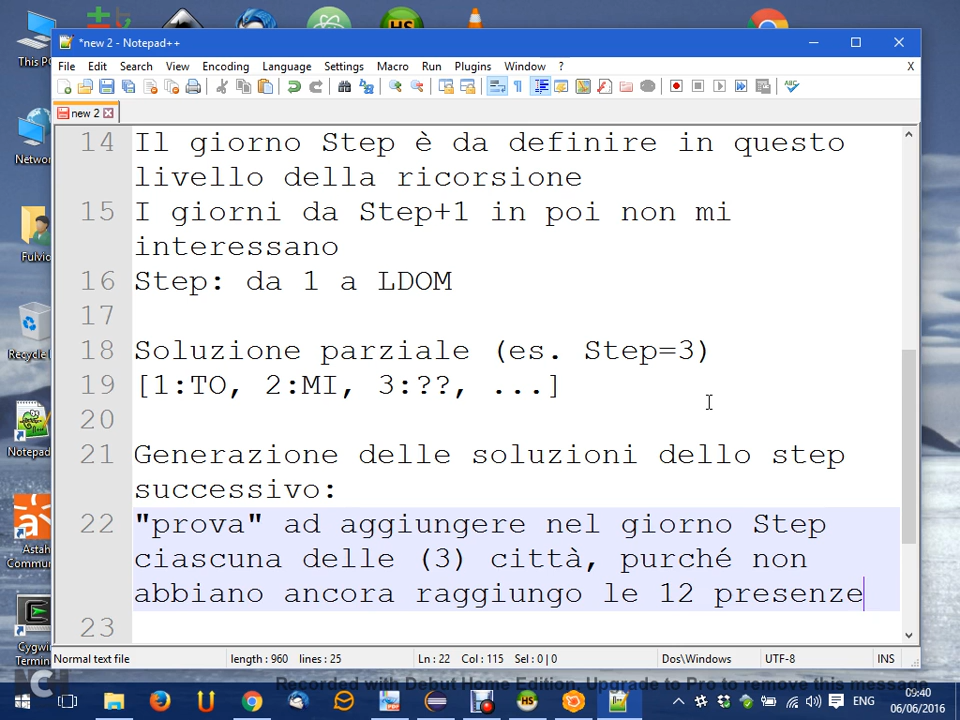 This PC
*new 2 - Notepad++
File Edit Search View Encoding Language Settings Macro Run Plugins Window ? X
new 2
14 Il giorno Step è da definire in questo
livello della ricorsione
15 I giorni da Step+1 in poi non mi
interessano
16 Step: da 1 a LDOM
17
18 Soluzione parziale (es. Step=3)
19 [1:TO, 2:MI, 3:??, ...]
20
21 Generazione delle soluzioni dello step
successivo:
22 "prova" ad aggiungere nel giorno Step
ciascuna delle (3) città, purché non
abbiano ancora raggiungo le 12 presenze
23
Normal text file length : 960 lines : 25 Ln : 22 Col : 115 Sel : 0 | 0 Dos\Windows UTF-8 INS
Recorded with Debut Home Edition. Upgrade to Pro to remove this message
ENG
09:40
06/06/2016